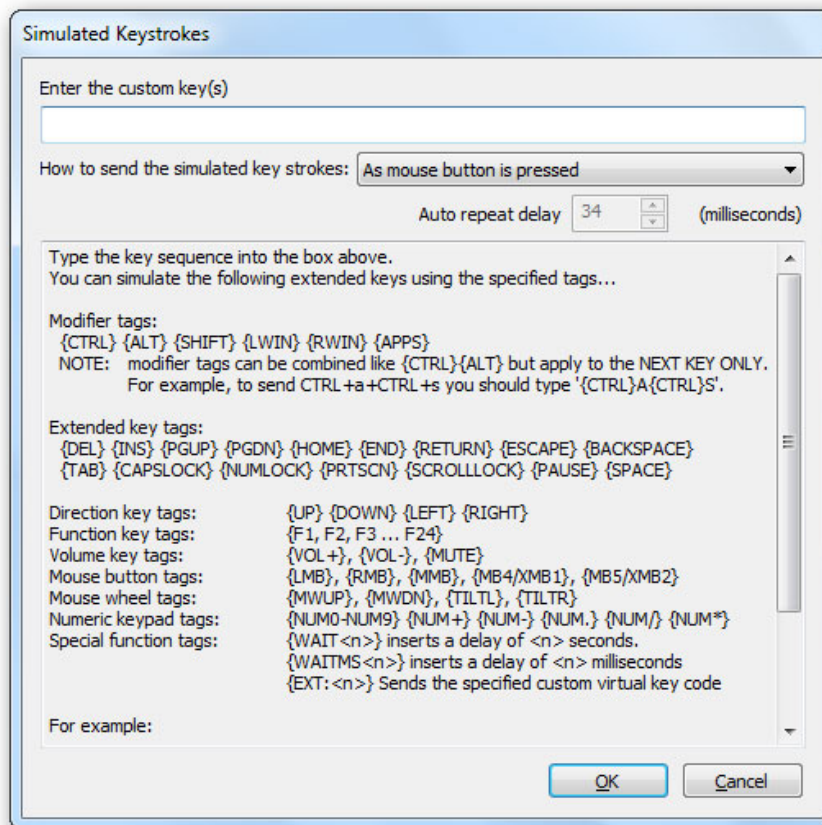 Simulated Keystrokes
Enter the custom key(s)
How to send the simulated key strokes: As mouse button is pressed
Auto repeat delay 34 (milliseconds)
Type the key sequence into the box above.
You can simulate the following extended keys using the specified tags...
Modifier tags:
{CTRL} {ALT} {SHIFT} {LWIN} {RWIN} {APPS}
NOTE: modifier tags can be combined like {CTRL}{ALT} but apply to the NEXT KEY ONLY.
For example, to send CTRL+a+CTRL+s you should type '{CTRL}A{CTRL}S'.
Extended key tags:
{DEL} {INS} {PGUP} {PGDN} {HOME} {END} {RETURN} {ESCAPE} {BACKSPACE}
{TAB} {CAPSLOCK} {NUMLOCK} {PRTSCN} {SCROLLLOCK} {PAUSE} {SPACE}
Direction key tags: {UP} {DOWN} {LEFT} {RIGHT}
Function key tags: {F1, F2, F3 ... F24}
Volume key tags: {VOL+}, {VOL-}, {MUTE}
Mouse button tags: {LMB}, {RMB}, {MMB}, {MB4/XMB1}, {MB5/XMB2}
Mouse wheel tags: {MWUP}, {MWDN}, {TILTL}, {TILTR}
Numeric keypad tags: {NUM0-NUM9} {NUM+} {NUM-} {NUM.} {NUM/} {NUM*}
Special function tags: {WAIT<n>} inserts a delay of <n> seconds.
{WAITMS<n>} inserts a delay of <n> milliseconds
{EXT:<n>} Sends the specified custom virtual key code
For example:
OK Cancel